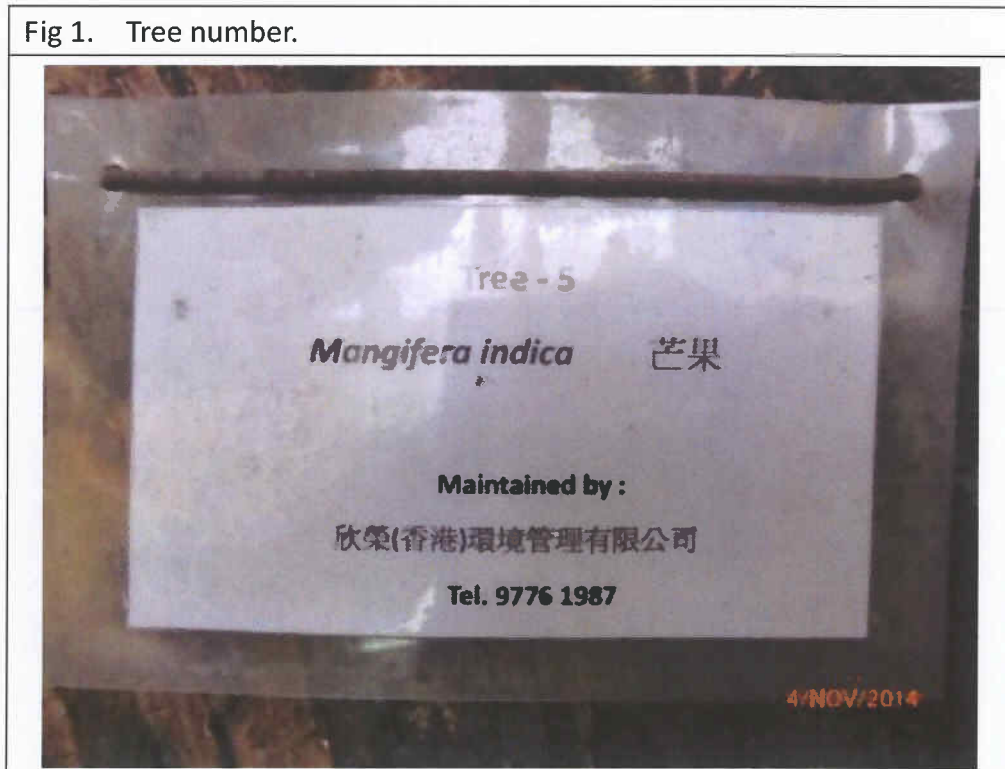 Fig 1. Tree number.
Tree - 5
Mangifera indica 芒果
Maintained by :
欣榮(香港)環境管理有限公司
Tel. 9776 1987
4/NOV/2014